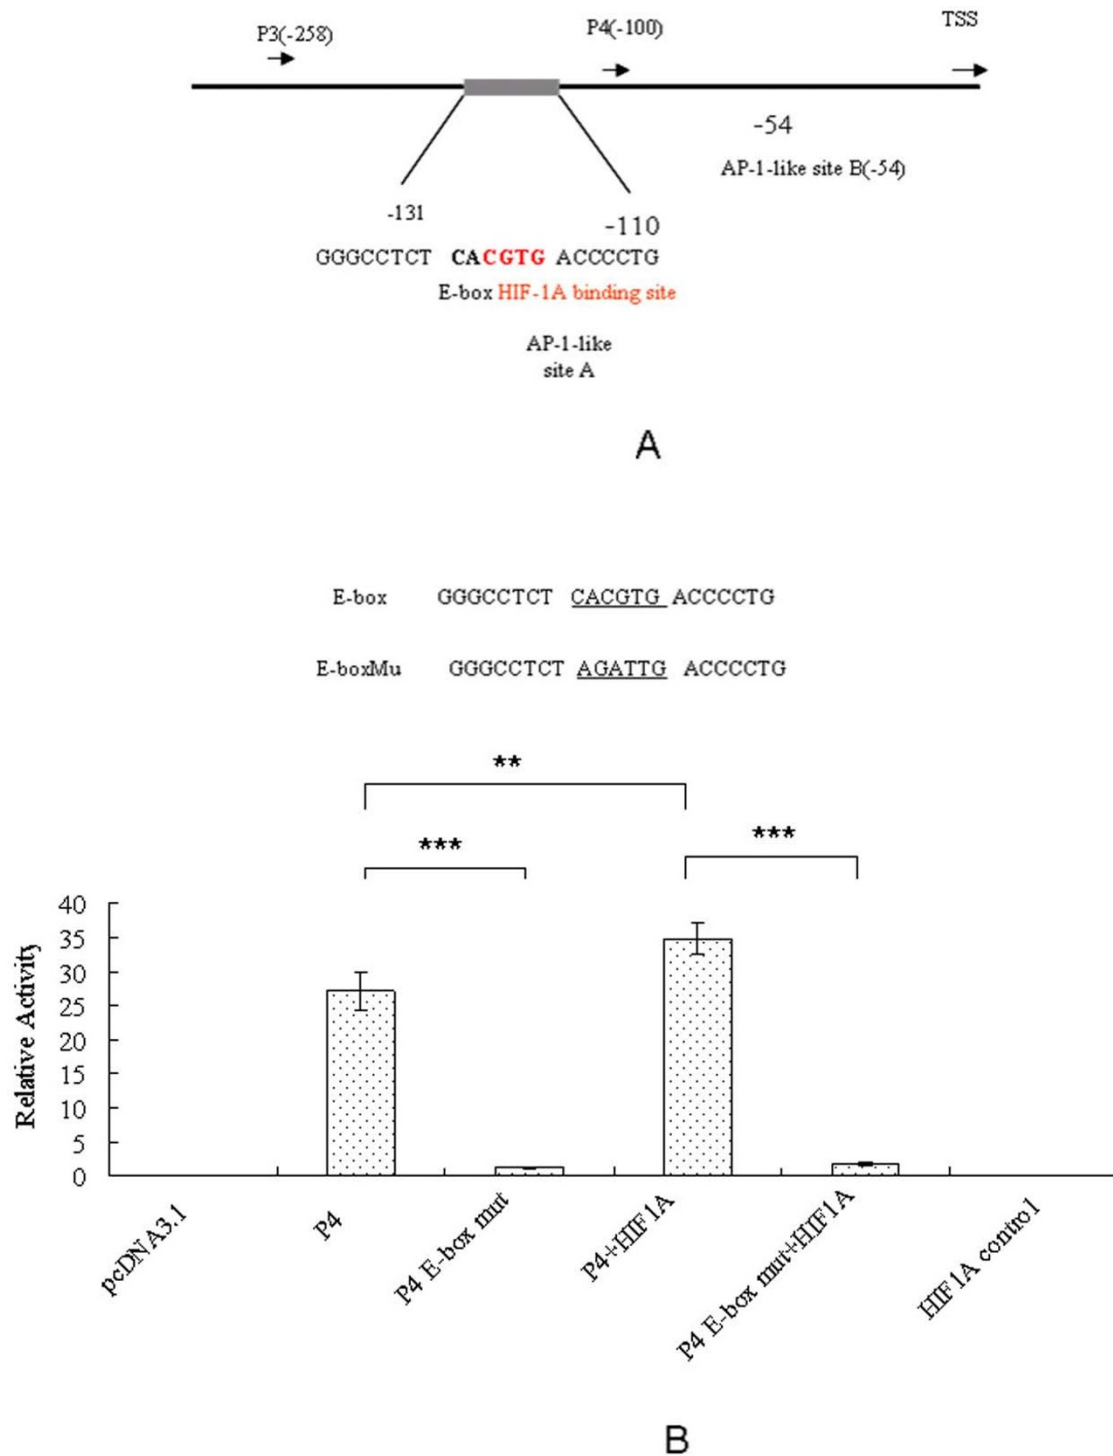 P3(-258) P4(-100) TSS
-54
AP-1-like site B(-54)
-131 -110
GGGCCTCT CACGTG ACCCCTG
E-box HIF-1A binding site
AP-1-like
site A
A
E-box GGGCCTCT CACGTG ACCCCTG
E-boxMu GGGCCTCT AGATTG ACCCCTG
**
*** ***
40
35
30
25
20
15
10
5
0
Relative Activity
pcDNA3.1
P4
P4 E-box mut
P4+HIF1A
P4 E-box mut+HIF1A
HIF1A control
B